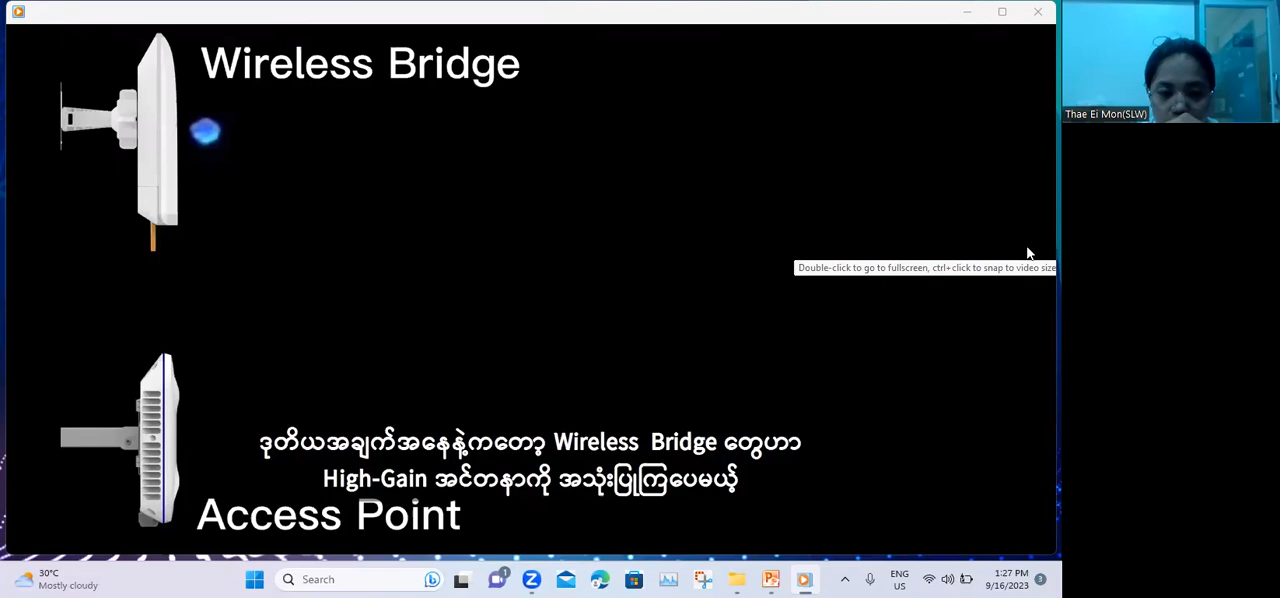 Wireless Bridge
Thae Ei Mon(SLW)
Double-click to go to fullscreen, ctrl+click to snap to video size
ဒုတိယအချက်အနေနဲ့ကတော့ Wireless Bridge တွေဟာ
High-Gain အင်တနာကို အသုံးပြုကြပေမယ့်
Access Point
30°C
Mostly cloudy
Search
1
ENG
US
1:27 PM
9/16/2023
3